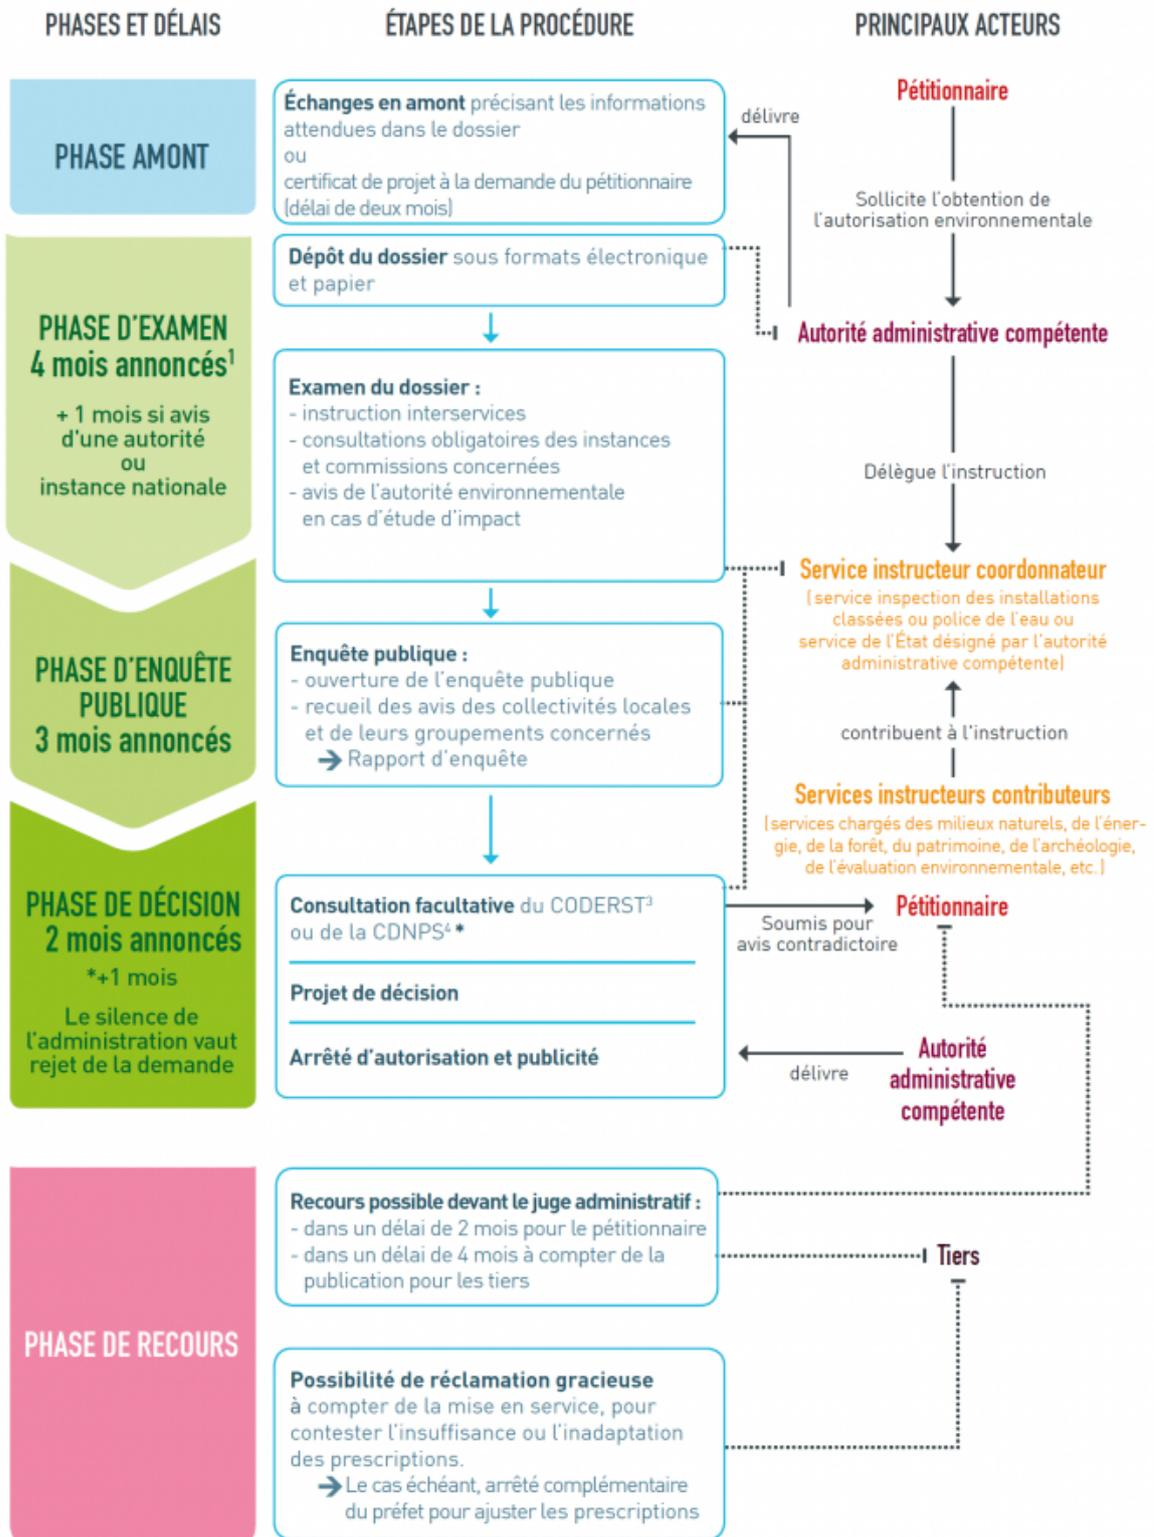 PHASES ET DÉLAIS
ÉTAPES DE LA PROCÉDURE
PRINCIPAUX ACTEURS
PHASE AMONT
Échanges en amont précisant les informations
attendues dans le dossier
ou
certificat de projet à la demande du pétitionnaire
(délai de deux mois)
délivre
Pétitionnaire
Sollicite l'obtention de
l'autorisation environnementale
PHASE D'EXAMEN
4 mois annoncés¹
+ 1 mois si avis
d'une autorité
ou
instance nationale
Dépôt du dossier sous formats électronique
et papier
Autorité administrative compétente
Examen du dossier :
- instruction interservices
- consultations obligatoires des instances
et commissions concernées
- avis de l'autorité environnementale
en cas d'étude d'impact
Délègue l'instruction
Service instructeur coordonnateur
(service inspection des installations
classées ou police de l'eau ou
service de l'État désigné par l'autorité
administrative compétente)
PHASE D'ENQUÊTE
PUBLIQUE
3 mois annoncés
Enquête publique :
- ouverture de l'enquête publique
- recueil des avis des collectivités locales
et de leurs groupements concernés
➔ Rapport d'enquête
contribuent à l'instruction
Services instructeurs contributeurs
(services chargés des milieux naturels, de l'éner-
gie, de la forêt, du patrimoine, de l'archéologie,
de l'évaluation environnementale, etc.)
PHASE DE DÉCISION
2 mois annoncés
*+1 mois
Le silence de
l'administration vaut
rejet de la demande
Consultation facultative du CODERST³
ou de la CDNPS⁴ *
Projet de décision
Arrêté d'autorisation et publicité
Soumis pour
avis contradictoire
Pétitionnaire
délivre
Autorité
administrative
compétente
PHASE DE RECOURS
Recours possible devant le juge administratif :
- dans un délai de 2 mois pour le pétitionnaire
- dans un délai de 4 mois à compter de la
publication pour les tiers
Tiers
Possibilité de réclamation gracieuse
à compter de la mise en service, pour
contester l'insuffisance ou l'inadaptation
des prescriptions.
➔ Le cas échéant, arrêté complémentaire
du préfet pour ajuster les prescriptions